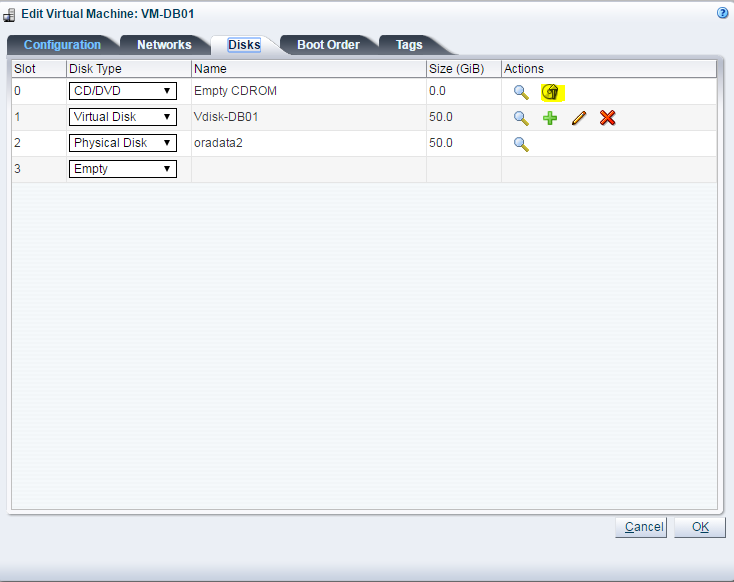 Edit Virtual Machine: VM-DB01
Configuration Networks Disks Boot Order Tags
Slot Disk Type Name Size (GiB) Actions
0 CD/DVD Empty CDROM 0.0
1 Virtual Disk Vdisk-DB01 50.0
2 Physical Disk oradata2 50.0
3 Empty
Cancel OK